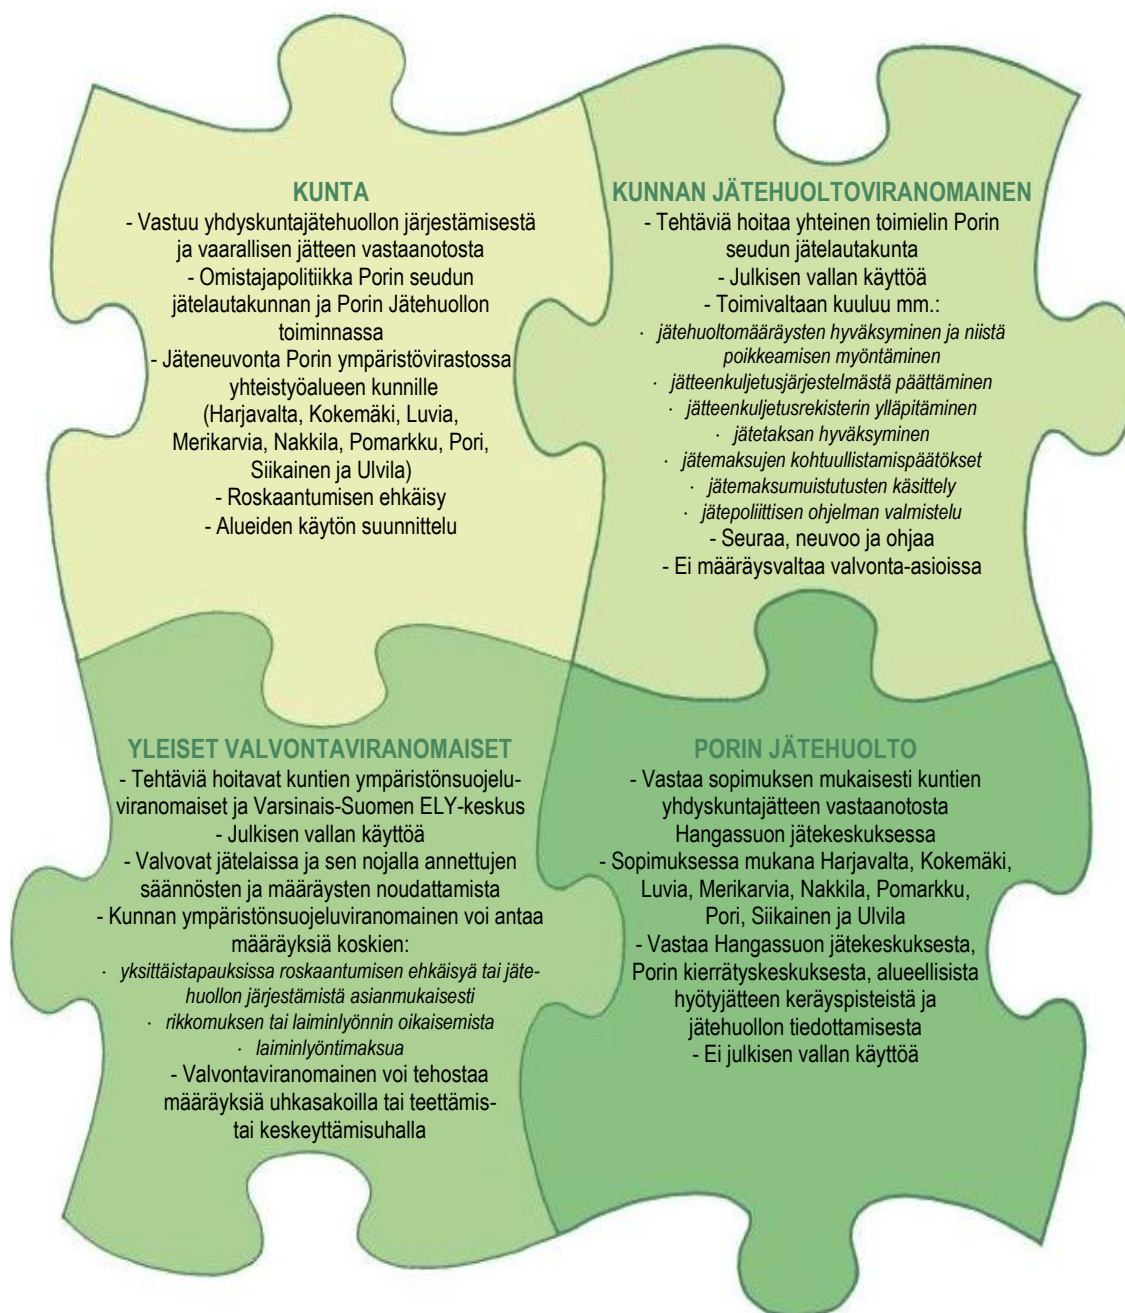 KUNTA
- Vastuu yhdyskuntajätehuollon järjestämisestä
ja vaarallisen jätteen vastaanotosta
- Omistajapolitiikka Porin seudun
jätelautakunnan ja Porin Jätehuollon
toiminnassa
- Jäteneuvonta Porin ympäristövirastossa
yhteistyöalueen kunnille
(Harjavalta, Kokemäki, Luvia,
Merikarvia, Nakkila, Pomarkku, Pori,
Siikainen ja Ulvila)
- Roskaantumisen ehkäisy
- Alueiden käytön suunnittelu
KUNNAN JÄTEHUOLTOVIRANOMAINEN
- Tehtäviä hoitaa yhteinen toimielin Porin
seudun jätelautakunta
- Julkisen vallan käyttöä
- Toimivaltaan kuuluu mm.:
· jätehuoltomääräysten hyväksyminen ja niistä
poikkeamisen myöntäminen
· jätteenkuljetusjärjestelmästä päättäminen
· jätteenkuljetusrekisterin ylläpitäminen
· jätetaksan hyväksyminen
· jätemaksujen kohtuullistamispäätökset
· jätemaksumuistutusten käsittely
· jätepoliittisen ohjelman valmistelu
- Seuraa, neuvoo ja ohjaa
- Ei määräysvaltaa valvonta-asioissa
YLEISET VALVONTAVIRANOMAISET
- Tehtäviä hoitavat kuntien ympäristönsuojelu-
viranomaiset ja Varsinais-Suomen ELY-keskus
- Julkisen vallan käyttöä
- Valvovat jätelaissa ja sen nojalla annettujen
säännösten ja määräysten noudattamista
- Kunnan ympäristönsuojeluviranomainen voi antaa
määräyksiä koskien:
· yksittäistapauksissa roskaantumisen ehkäisyä tai jäte-
huollon järjestämistä asianmukaisesti
· rikkomuksen tai laiminlyönnin oikaisemista
· laiminlyöntimaksua
- Valvontaviranomainen voi tehostaa
määräyksiä uhkasakoilla tai teettämis-
tai keskeyttämisuhalla
PORIN JÄTEHUOLTO
- Vastaa sopimuksen mukaisesti kuntien
yhdyskuntajätteen vastaanotosta
Hangassuon jätekeskuksessa
- Sopimuksessa mukana Harjavalta, Kokemäki,
Luvia, Merikarvia, Nakkila, Pomarkku,
Pori, Siikainen ja Ulvila
- Vastaa Hangassuon jätekeskuksesta,
Porin kierrätyskeskuksesta, alueellisista
hyötyjätteen keräyspisteistä ja
jätehuollon tiedottamisesta
- Ei julkisen vallan käyttöä